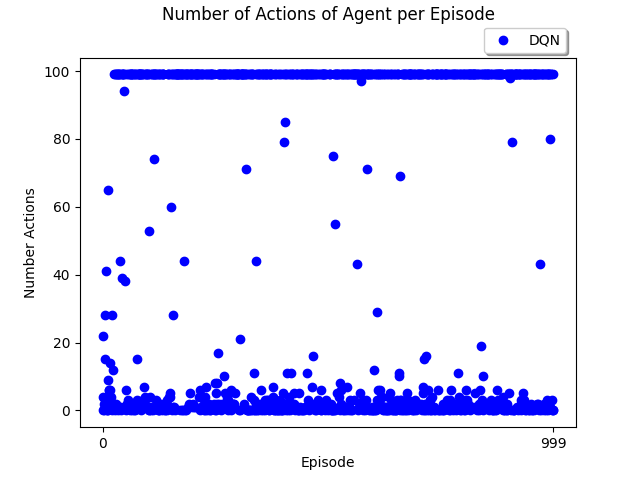 Number of Actions of Agent per Episode
DQN
100
80
60
40
20
0
Number Actions
0
999
Episode